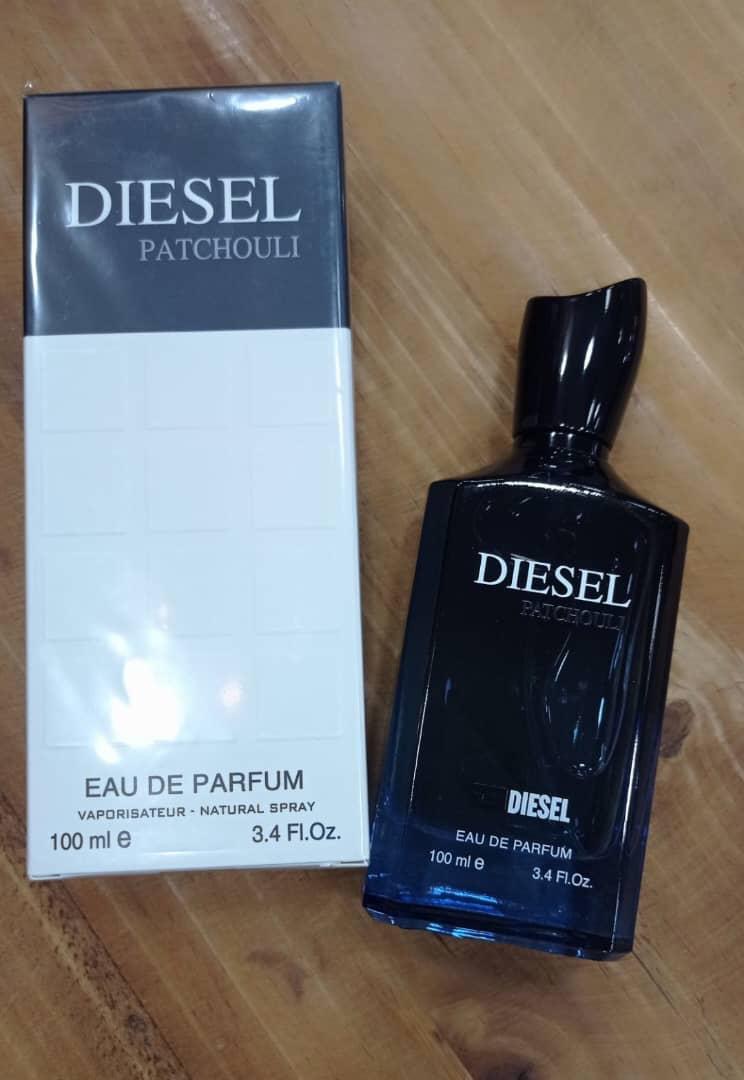 DIESEL
PATCHOULI
EAU DE PARFUM
VAPORISATEUR - NATURAL SPRAY
100 ml e 3.4 Fl.Oz.
DIESEL
PATCHOULI
DIESEL
EAU DE PARFUM
100 ml e 3.4 Fl.Oz.